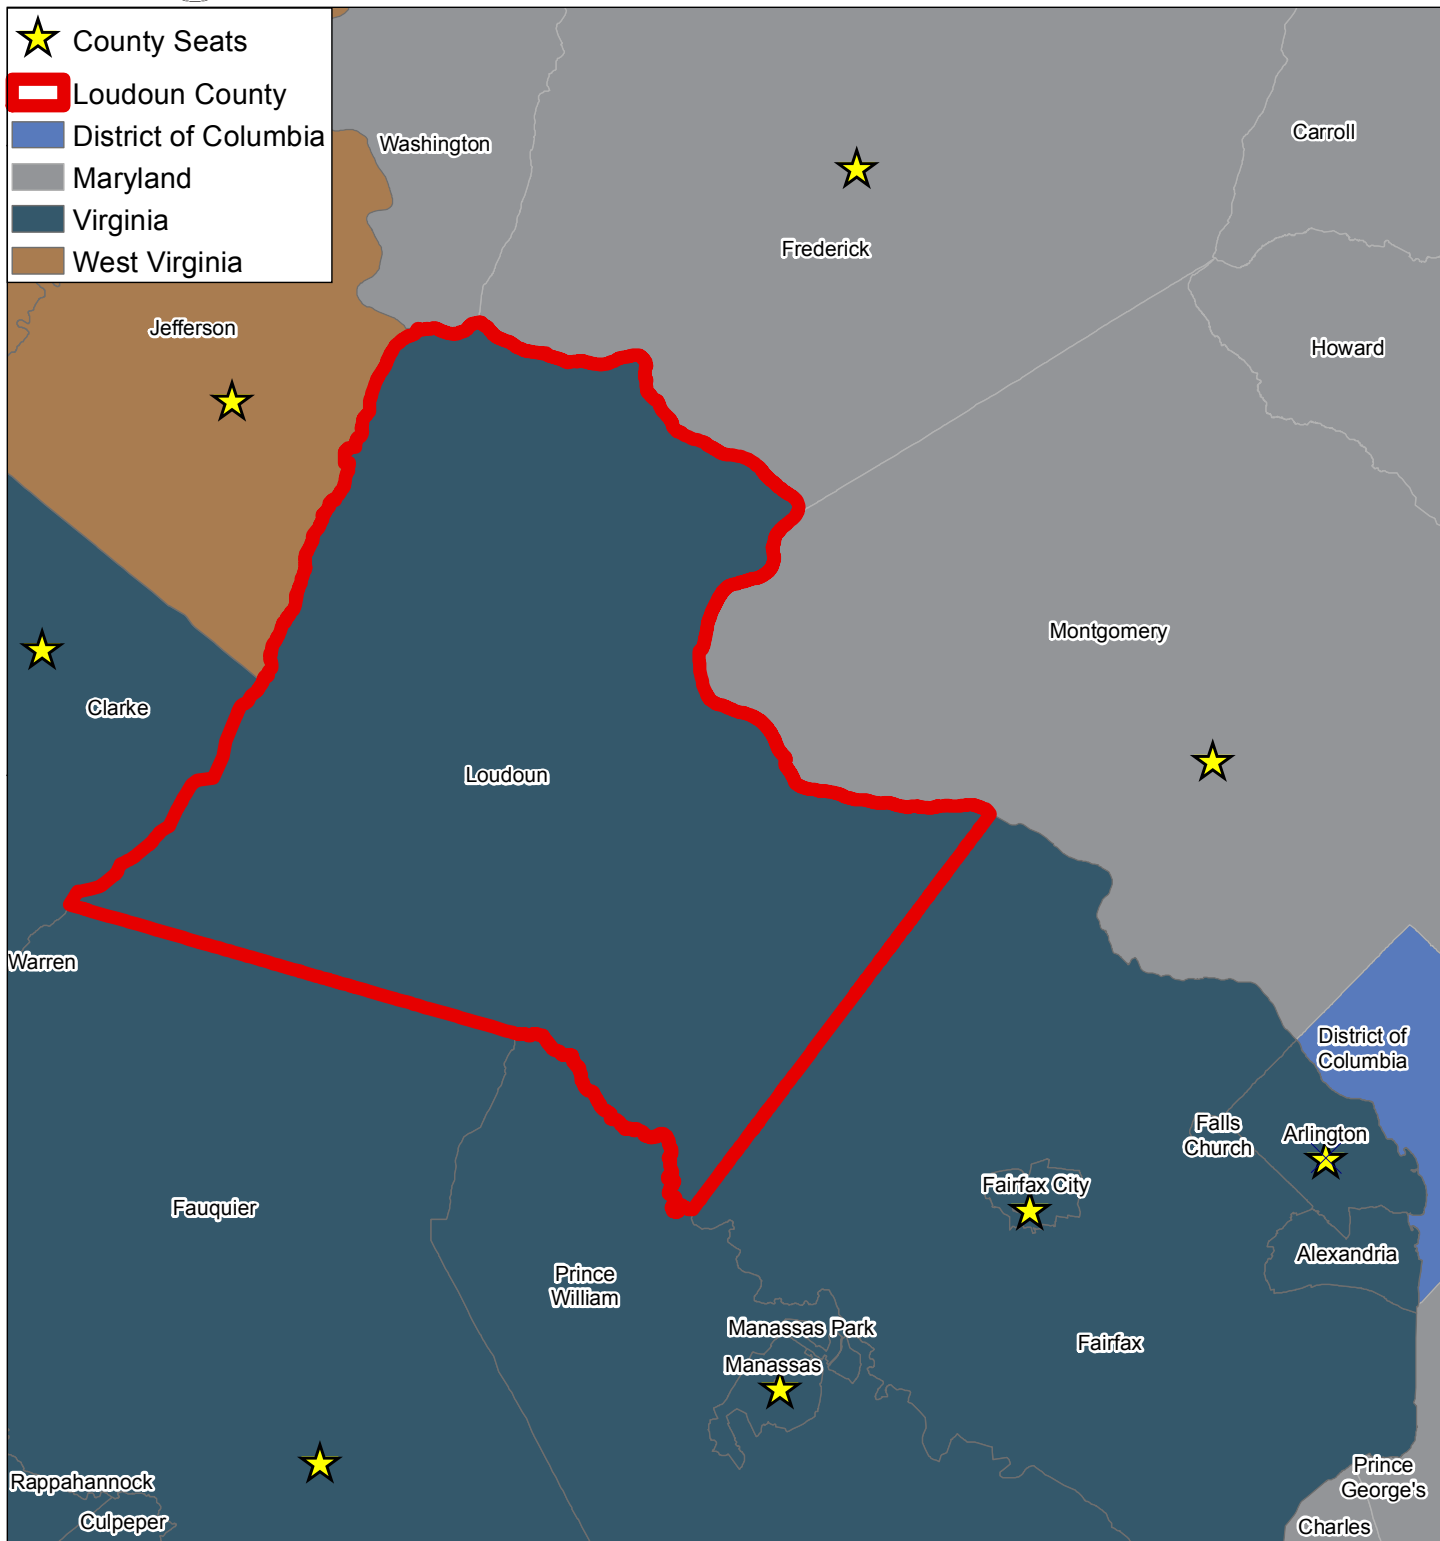 County Seats
Loudoun County
District of Columbia
Maryland
Virginia
West Virginia
Washington
Carroll
Frederick
Jefferson
Howard
Montgomery
Clarke
Loudoun
Warren
District of
Columbia
Falls
Church
Arlington
Fairfax City
Fauquier
Alexandria
Prince
William
Manassas Park
Fairfax
Manassas
Rappahannock
Prince
George's
Culpeper
Charles